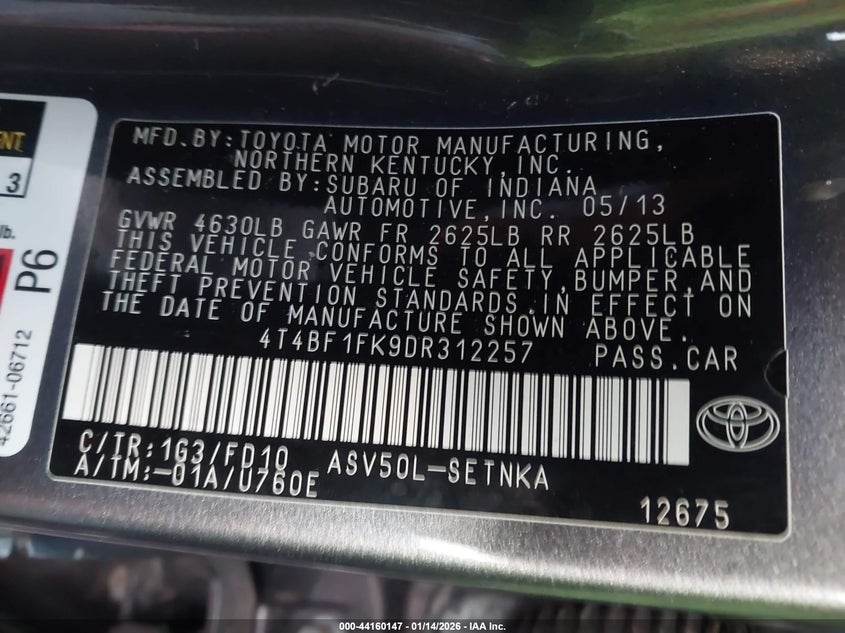 ENT
3
lb.
P6
42661-06712
MFD.BY:TOYOTA MOTOR MANUFACTURING,
NORTHERN KENTUCKY,INC.
ASSEMBLED BY:SUBARU OF INDIANA
AUTOMOTIVE,INC. 05/13
GVWR 4630LB GAWR FR 2625LB RR 2625LB
THIS VEHICLE CONFORMS TO ALL APPLICABLE
FEDERAL MOTOR VEHICLE SAFETY,BUMPER,AND
THEFT PREVENTION STANDARDS IN EFFECT ON
THE DATE OF MANUFACTURE SHOWN ABOVE.
4T4BF1FK9DR312257 PASS.CAR
C/TR:1G3/FD10 ASV50L-SETNKA
A/TM:-01A/U760E
12675
000-44160147 - 01/14/2026 - IAA Inc.